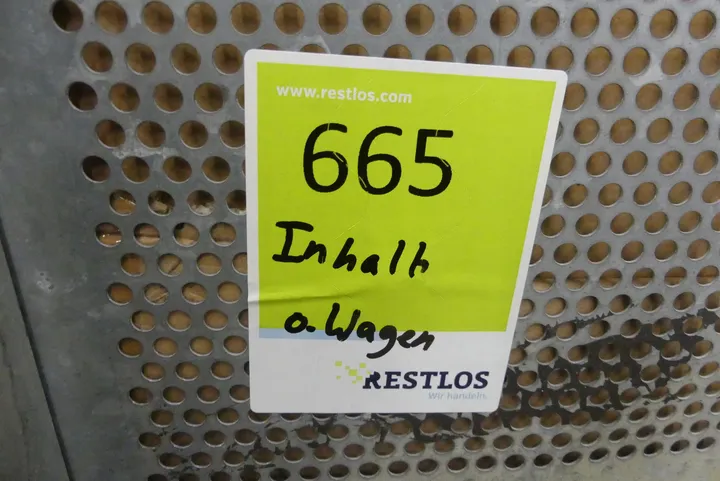 www.restlos.com
665
Inhalt
o. Wagen
RESTLOS
Wir handeln.